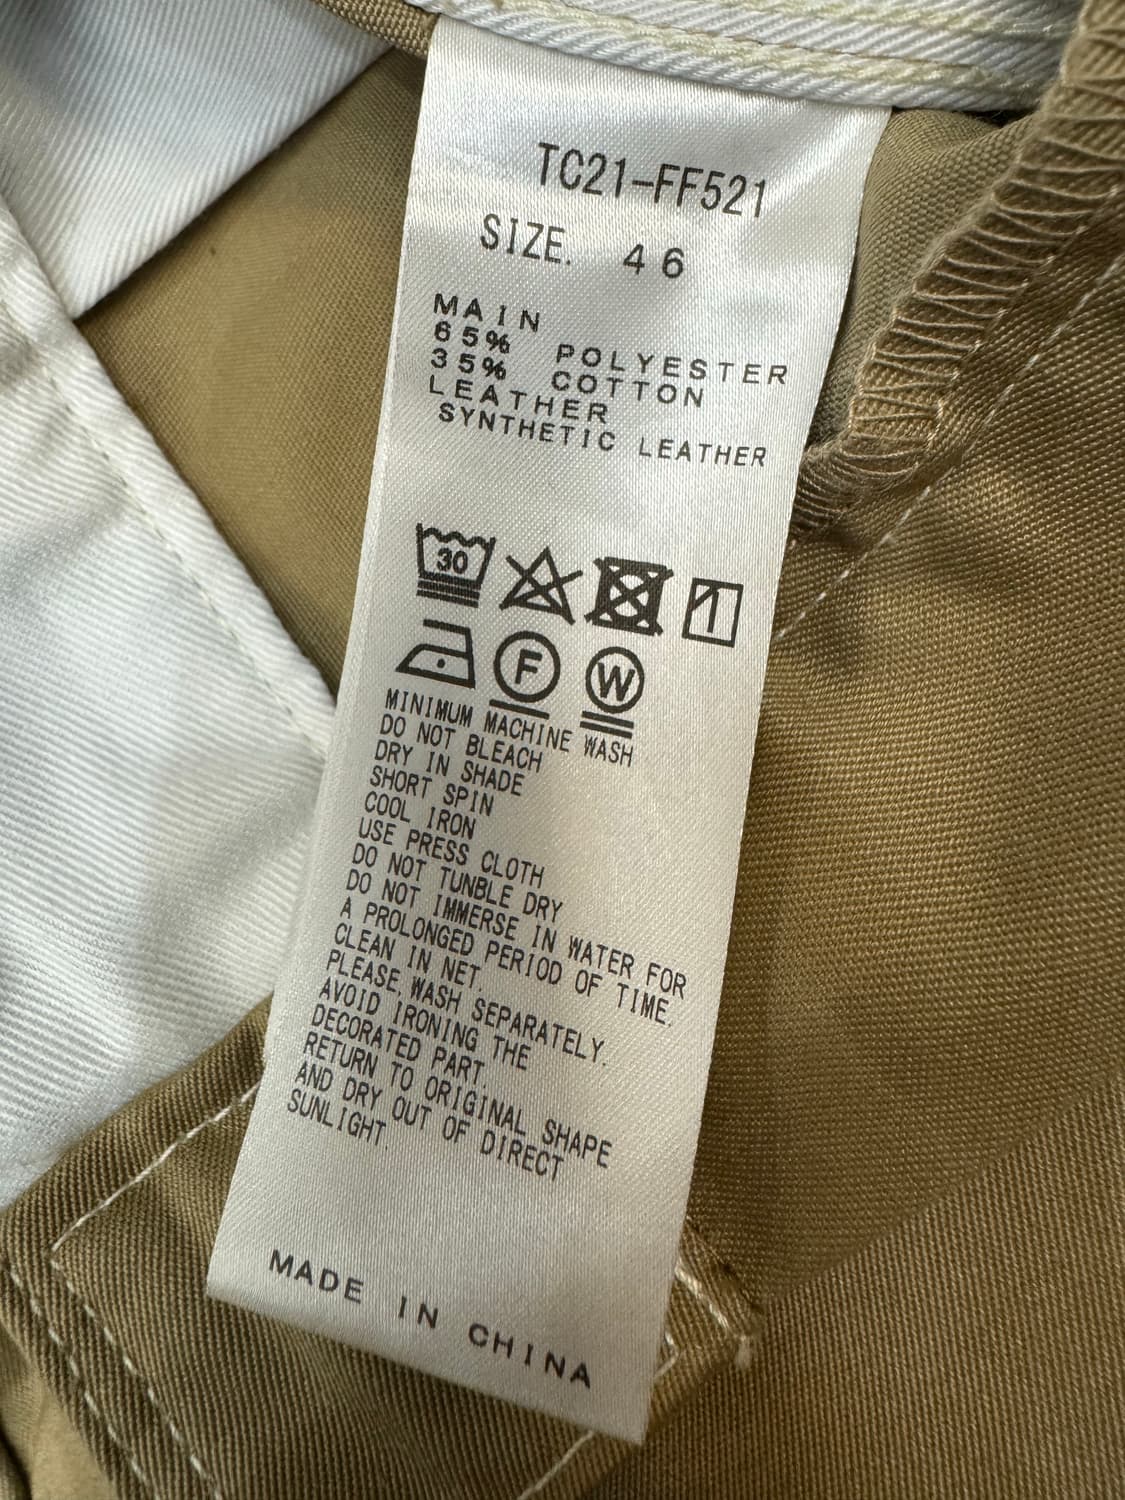 TC21-FF521
SIZE. 46
MAIN
65% POLYESTER
35% COTTON
LEATHER
SYNTHETIC LEATHER
30
F W
MINIMUM MACHINE WASH
DO NOT BLEACH
DRY IN SHADE
SHORT SPIN
COOL IRON
USE PRESS CLOTH
DO NOT TUNBLE DRY
DO NOT IMMERSE IN WATER FOR
A PROLONGED PERIOD OF TIME.
CLEAN IN NET.
PLEASE WASH SEPARATELY.
AVOID IRONING THE
DECORATED PART.
RETURN TO ORIGINAL SHAPE
AND DRY OUT OF DIRECT
SUNLIGHT
MADE IN CHINA